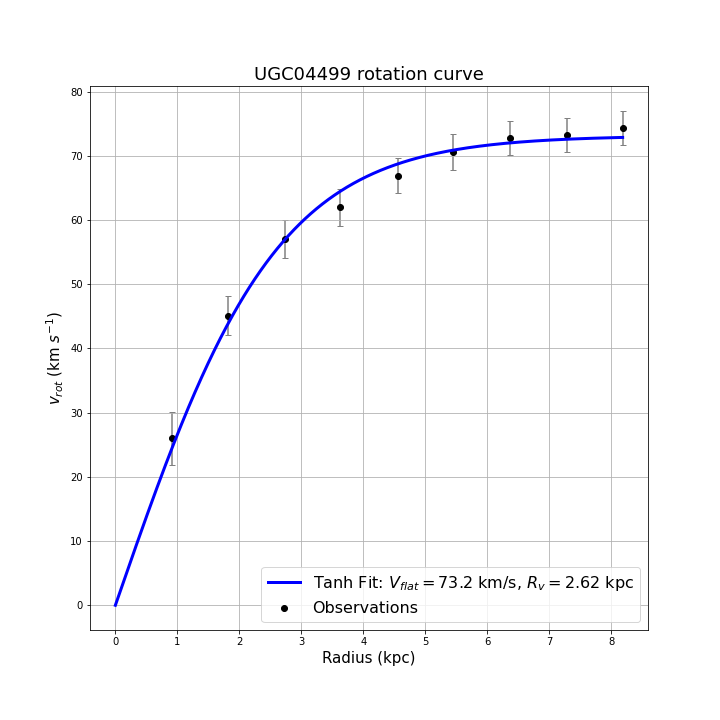 UGC04499 rotation curve
80
70
60
50
40
30
20
10
0
v_rot (km s⁻¹)
Tanh Fit: V_flat = 73.2 km/s, R_v = 2.62 kpc
Observations
0 1 2 3 4 5 6 7 8
Radius (kpc)